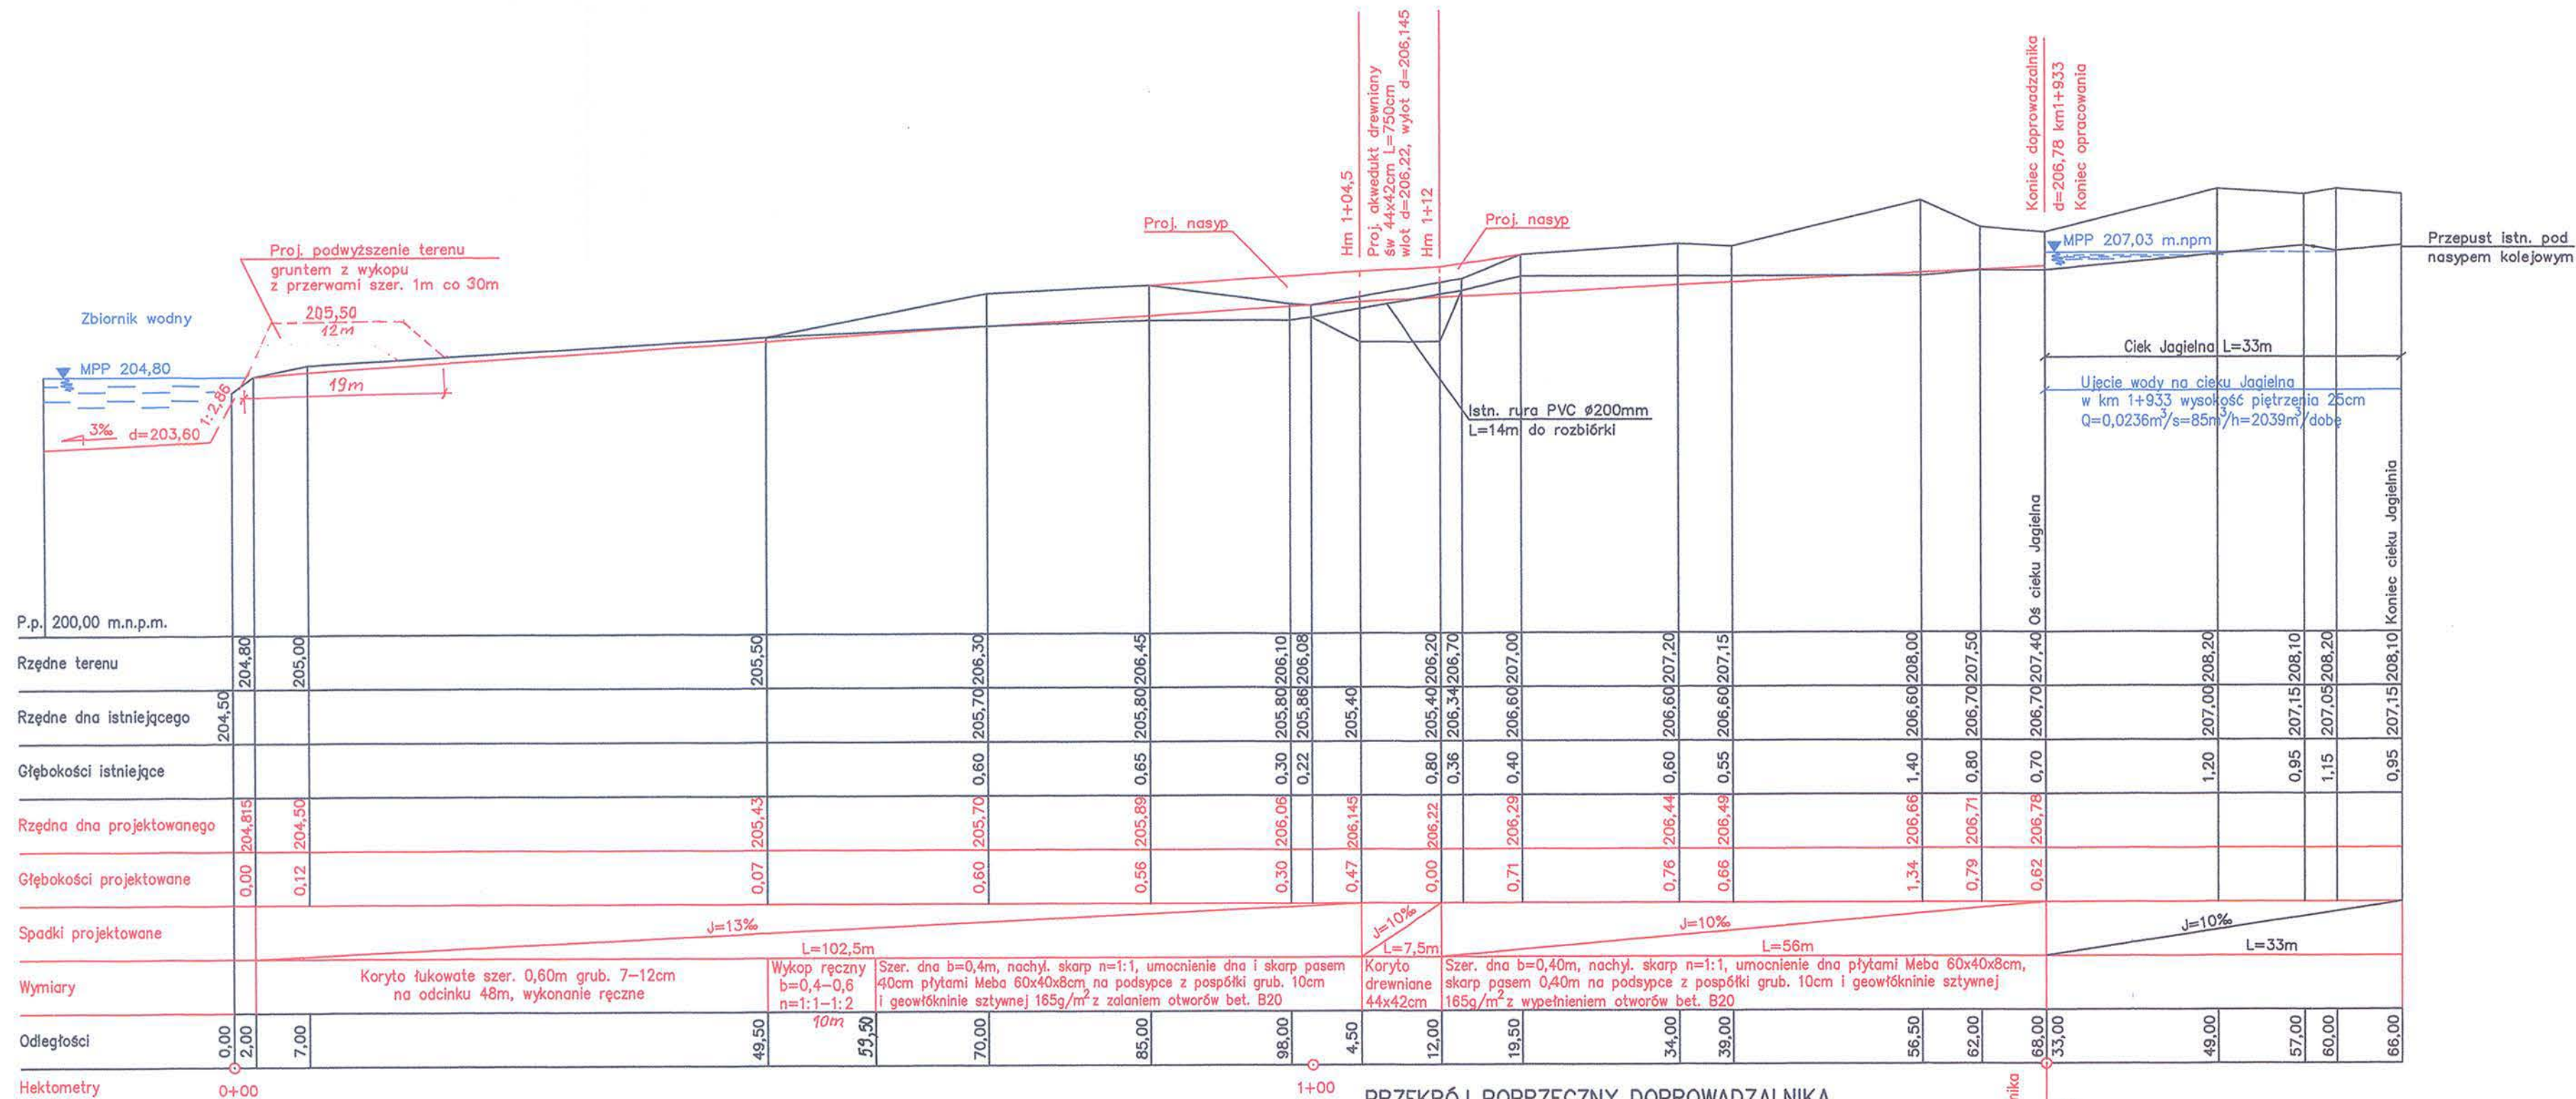 Koniec doprowadzalnika
d=206,78 km1+933
Koniec opracowania
Hm 1+04,5
Proj. akwedukt drewniany
św 44x42cm L=750cm
wlot d=206,22, wylot d=206,145
Hm 1+12
Proj. nasyp
Proj. nasyp
MPP 207,03 m.npm
Przepust istn. pod
nasypem kolejowym
Proj. podwyższenie terenu
gruntem z wykopu
z przerwami szer. 1m co 30m
205,50
12m
Zbiornik wodny
MPP 204,80
19m
1:2,86
3‰ d=203,60
Ciek Jagielna L=33m
Ujęcie wody na cieku Jagielna
w km 1+933 wysokość piętrzenia 25cm
Q=0,0236m³/s=85m³/h=2039m³/dobę
Istn. rura PVC ø200mm
L=14m do rozbiórki
Oś cieku Jagielna
Koniec cieku Jagielnia
P.p. 200,00 m.n.p.m.
Rzędne terenu 204,80 205,00 205,50 206,30 206,45 206,10 206,08 206,20 206,70 207,00 207,20 207,15 208,00 207,50 207,40 208,20 208,10 208,20 208,10
Rzędne dna istniejącego 204,50 205,70 205,80 205,80 205,86 205,40 205,40 206,34 206,60 206,60 206,60 206,60 206,70 206,70 207,00 207,15 207,05 207,15
Głębokości istniejące 0,60 0,65 0,30 0,22 0,80 0,36 0,40 0,60 0,55 1,40 0,80 0,70 1,20 0,95 1,15 0,95
Rzędna dna projektowanego 204,815 204,50 205,43 205,70 205,89 206,06 206,145 206,22 206,29 206,44 206,49 206,66 206,71 206,78
Głębokości projektowane 0,00 0,12 0,07 0,60 0,56 0,30 0,47 0,00 0,71 0,76 0,66 1,34 0,79 0,62
Spadki projektowane
J=13‰
L=102,5m
J=10‰
L=7,5m
J=10‰
L=56m
J=10‰
L=33m
Wymiary
Koryto łukowate szer. 0,60m grub. 7–12cm
na odcinku 48m, wykonanie ręczne
Wykop ręczny
b=0,4–0,6
n=1:1–1:2
10m
Szer. dna b=0,4m, nachyl. skarp n=1:1, umocnienie dna i skarp pasem
40cm płytami Meba 60x40x8cm na podsypce z pospółki grub. 10cm
i geowłókninie sztywnej 165g/m² z zalaniem otworów bet. B20
Koryto
drewniane
44x42cm
Szer. dna b=0,40m, nachyl. skarp n=1:1, umocnienie dna płytami Meba 60x40x8cm,
skarp pasem 0,40m na podsypce z pospółki grub. 10cm i geowłókninie sztywnej
165g/m² z wypełnieniem otworów bet. B20
Odległości 0,00 2,00 7,00 49,50 59,50 70,00 85,00 98,00 4,50 12,00 19,50 34,00 39,00 56,50 62,00 68,00 33,00 49,00 57,00 60,00 66,00
Hektometry 0+00 1+00
PRZEKRÓJ POPRZECZNY DOPROWADZALNIKA